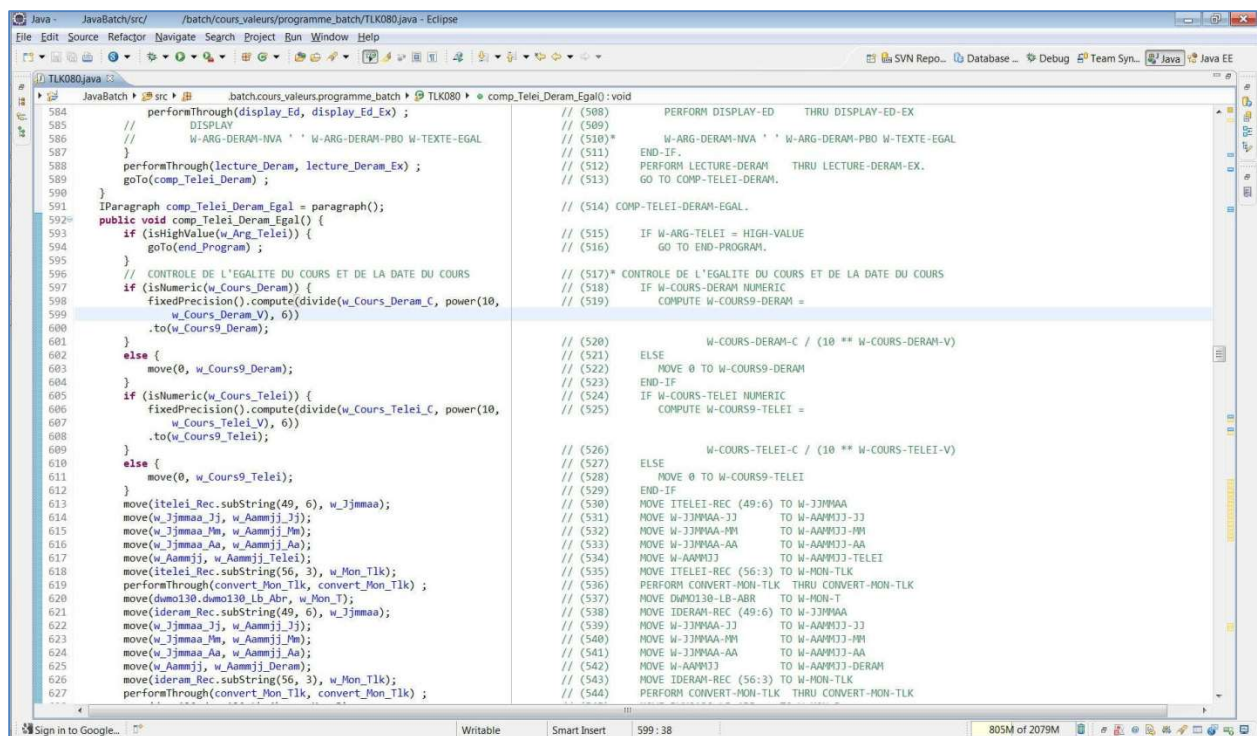 Java - JavaBatch/src/ /batch/cours_valeurs/programme_batch/TLK080.java - Eclipse
File Edit Source Refactor Navigate Search Project Run Window Help
SVN Repo... Database ... Debug Team Syn... Java Java EE
TLK080.java
JavaBatch src .batch.cours_valeurs.programme_batch TLK080 comp_Telei_Deram_Egal() : void
584 performThrough(display_Ed, display_Ed_Ex) ; // (508) PERFORM DISPLAY-ED THRU DISPLAY-ED-EX
585 // DISPLAY // (509)
586 // W-ARG-DERAM-NVA ' ' W-ARG-DERAM-PBO W-TEXTE-EGAL // (510)* W-ARG-DERAM-NVA ' ' W-ARG-DERAM-PBO W-TEXTE-EGAL
587 } // (511) END-IF.
588 performThrough(lecture_Deram, lecture_Deram_Ex) ; // (512) PERFORM LECTURE-DERAM THRU LECTURE-DERAM-EX.
589 goTo(comp_Telei_Deram) ; // (513) GO TO COMP-TELEI-DERAM.
590 }
591 IParagraph comp_Telei_Deram_Egal = paragraph(); // (514) COMP-TELEI-DERAM-EGAL.
592 public void comp_Telei_Deram_Egal() {
593 if (isHighValue(w_Arg_Telei)) { // (515) IF W-ARG-TELEI = HIGH-VALUE
594 goTo(end_Program) ; // (516) GO TO END-PROGRAM.
595 }
596 // CONTROLE DE L'EGALITE DU COURS ET DE LA DATE DU COURS // (517)* CONTROLE DE L'EGALITE DU COURS ET DE LA DATE DU COURS
597 if (isNumeric(w_Cours_Deram)) { // (518) IF W-COURS-DERAM NUMERIC
598 fixedPrecision().compute(divide(w_Cours_Deram_C, power(10, // (519) COMPUTE W-COURS9-DERAM =
599 w_Cours_Deram_V), 6))
600 .to(w_Cours9_Deram);
601 } // (520) W-COURS-DERAM-C / (10 ** W-COURS-DERAM-V)
602 else { // (521) ELSE
603 move(0, w_Cours9_Deram); // (522) MOVE 0 TO W-COURS9-DERAM
604 } // (523) END-IF
605 if (isNumeric(w_Cours_Telei)) { // (524) IF W-COURS-TELEI NUMERIC
606 fixedPrecision().compute(divide(w_Cours_Telei_C, power(10, // (525) COMPUTE W-COURS9-TELEI =
607 w_Cours_Telei_V), 6))
608 .to(w_Cours9_Telei);
609 } // (526) W-COURS-TELEI-C / (10 ** W-COURS-TELEI-V)
610 else { // (527) ELSE
611 move(0, w_Cours9_Telei); // (528) MOVE 0 TO W-COURS9-TELEI
612 } // (529) END-IF
613 move(itelei_Rec.subString(49, 6), w_Jjmmaa); // (530) MOVE ITELEI-REC (49:6) TO W-JJMMAA
614 move(w_Jjmmaa_Jj, w_Aammjj_Jj); // (531) MOVE W-JJMMAA-JJ TO W-AAMMJJ-JJ
615 move(w_Jjmmaa_Mm, w_Aammjj_Mm); // (532) MOVE W-JJMMAA-MM TO W-AAMMJJ-MM
616 move(w_Jjmmaa_Aa, w_Aammjj_Aa); // (533) MOVE W-JJMMAA-AA TO W-AAMMJJ-AA
617 move(w_Aammjj, w_Aammjj_Telei); // (534) MOVE W-AAMMJJ TO W-AAMMJJ-TELEI
618 move(itelei_Rec.subString(56, 3), w_Mon_Tlk); // (535) MOVE ITELEI-REC (56:3) TO W-MON-TLK
619 performThrough(convert_Mon_Tlk, convert_Mon_Tlk) ; // (536) PERFORM CONVERT-MON-TLK THRU CONVERT-MON-TLK
620 move(dwmo130.dwmo130_Lb_Abr, w_Mon_T); // (537) MOVE DWMO130-LB-ABR TO W-MON-T
621 move(ideram_Rec.subString(49, 6), w_Jjmmaa); // (538) MOVE IDERAM-REC (49:6) TO W-JJMMAA
622 move(w_Jjmmaa_Jj, w_Aammjj_Jj); // (539) MOVE W-JJMMAA-JJ TO W-AAMMJJ-JJ
623 move(w_Jjmmaa_Mm, w_Aammjj_Mm); // (540) MOVE W-JJMMAA-MM TO W-AAMMJJ-MM
624 move(w_Jjmmaa_Aa, w_Aammjj_Aa); // (541) MOVE W-JJMMAA-AA TO W-AAMMJJ-AA
625 move(w_Aammjj, w_Aammjj_Deram); // (542) MOVE W-AAMMJJ TO W-AAMMJJ-DERAM
626 move(ideram_Rec.subString(56, 3), w_Mon_Tlk); // (543) MOVE IDERAM-REC (56:3) TO W-MON-TLK
627 performThrough(convert_Mon_Tlk, convert_Mon_Tlk) ; // (544) PERFORM CONVERT-MON-TLK THRU CONVERT-MON-TLK
Sign in to Google... Writable Smart Insert 599 : 38 805M of 2079M